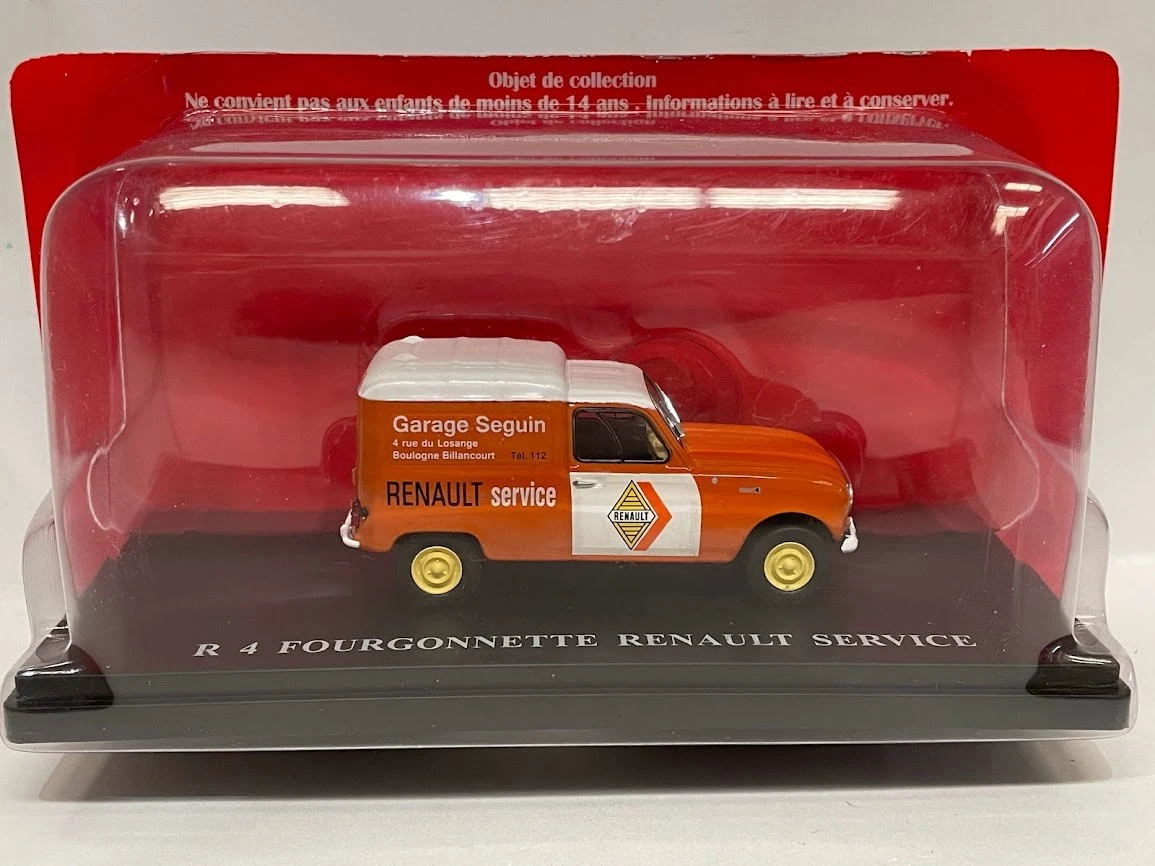 Objet de collection
Ne convient pas aux enfants de moins de 14 ans . Informations à lire et à conserver.
Garage Seguin
4 rue du Losange
Boulogne Billancourt Tél. 112
RENAULT service
RENAULT
R 4 FOURGONNETTE RENAULT SERVICE